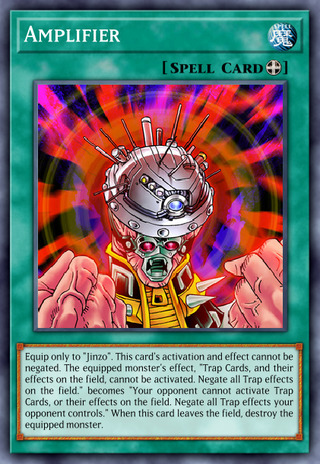 AMPLIFIER
魔
[SPELL CARD]
Equip only to "Jinzo". This card's activation and effect cannot be
negated. The equipped monster's effect, "Trap Cards, and their
effects on the field, cannot be activated. Negate all Trap effects
on the field." becomes "Your opponent cannot activate Trap
Cards, or their effects on the field. Negate all Trap effects your
opponent controls." When this card leaves the field, destroy the
equipped monster.